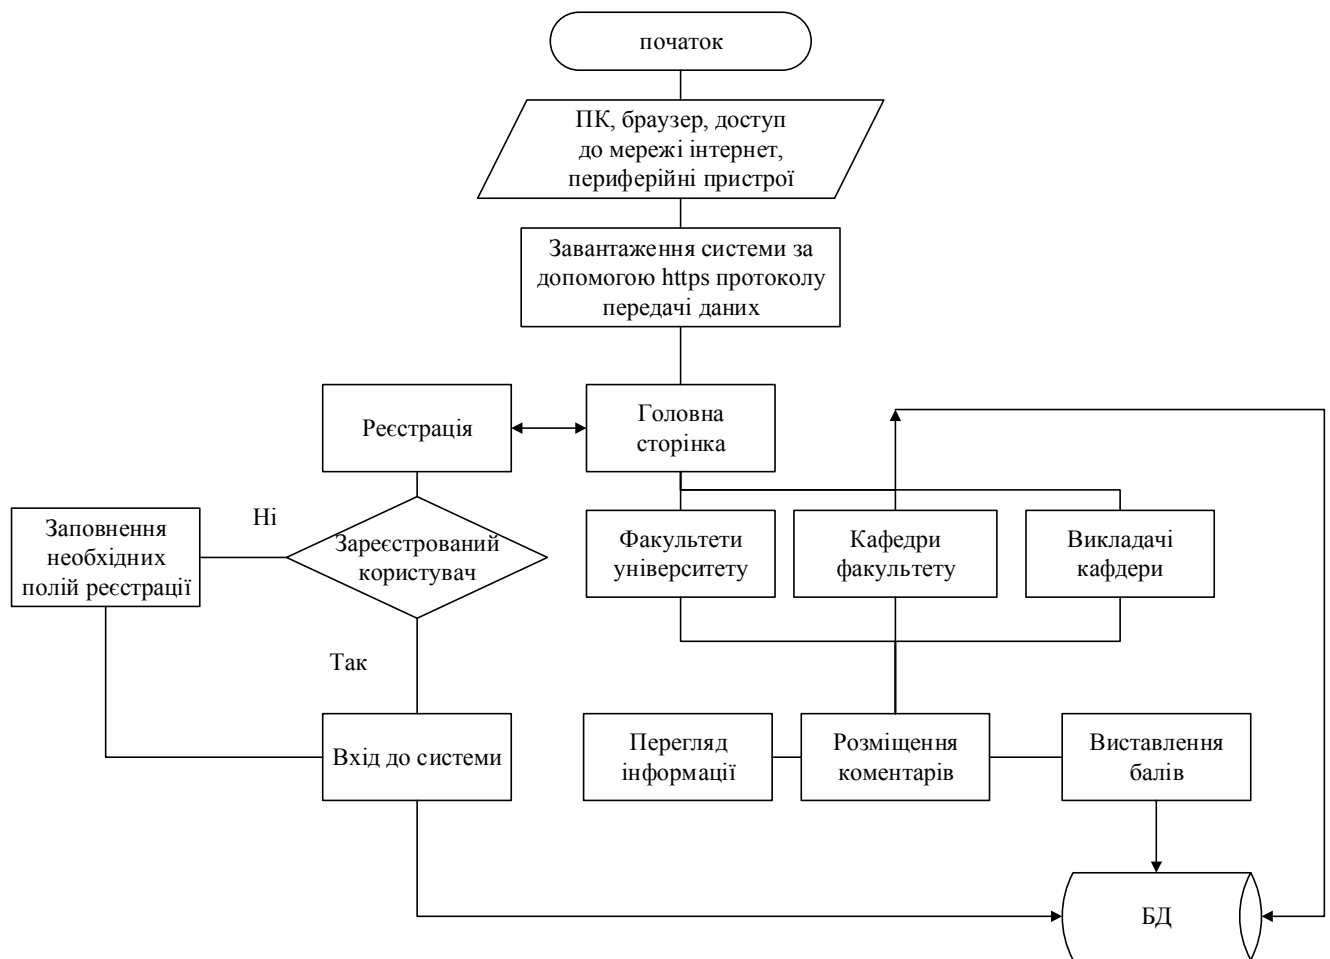 початок
ПК, браузер, доступ
до мережі інтернет,
периферійні пристрої
Завантаження системи за
допомогою https протоколу
передачі даних
Реєстрація
Головна
сторінка
Заповнення
необхідних
полій реєстрації
Ні
Зареєстрований
користувач
Факультети
університету
Кафедри
факультету
Викладачі
кафдери
Так
Вхід до системи
Перегляд
інформації
Розміщення
коментарів
Виставлення
балів
БД